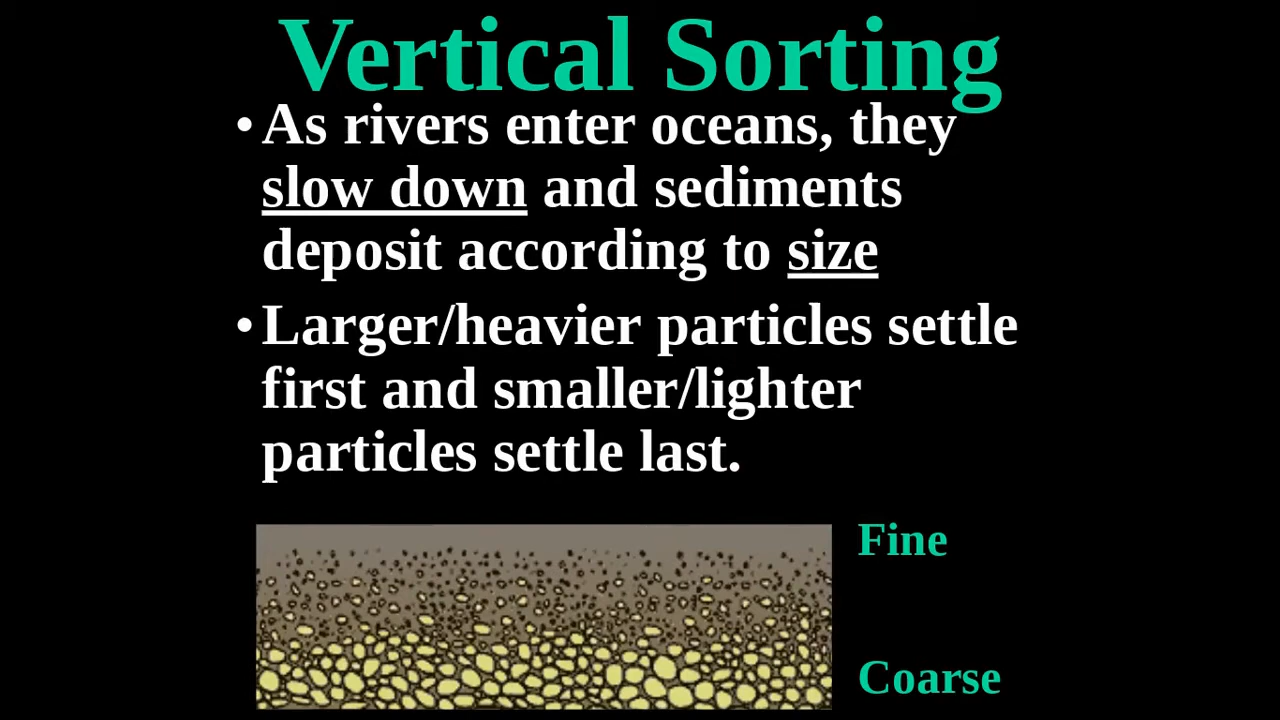 Vertical Sorting
• As rivers enter oceans, they
slow down and sediments
deposit according to size
• Larger/heavier particles settle
first and smaller/lighter
particles settle last.
Fine
Coarse